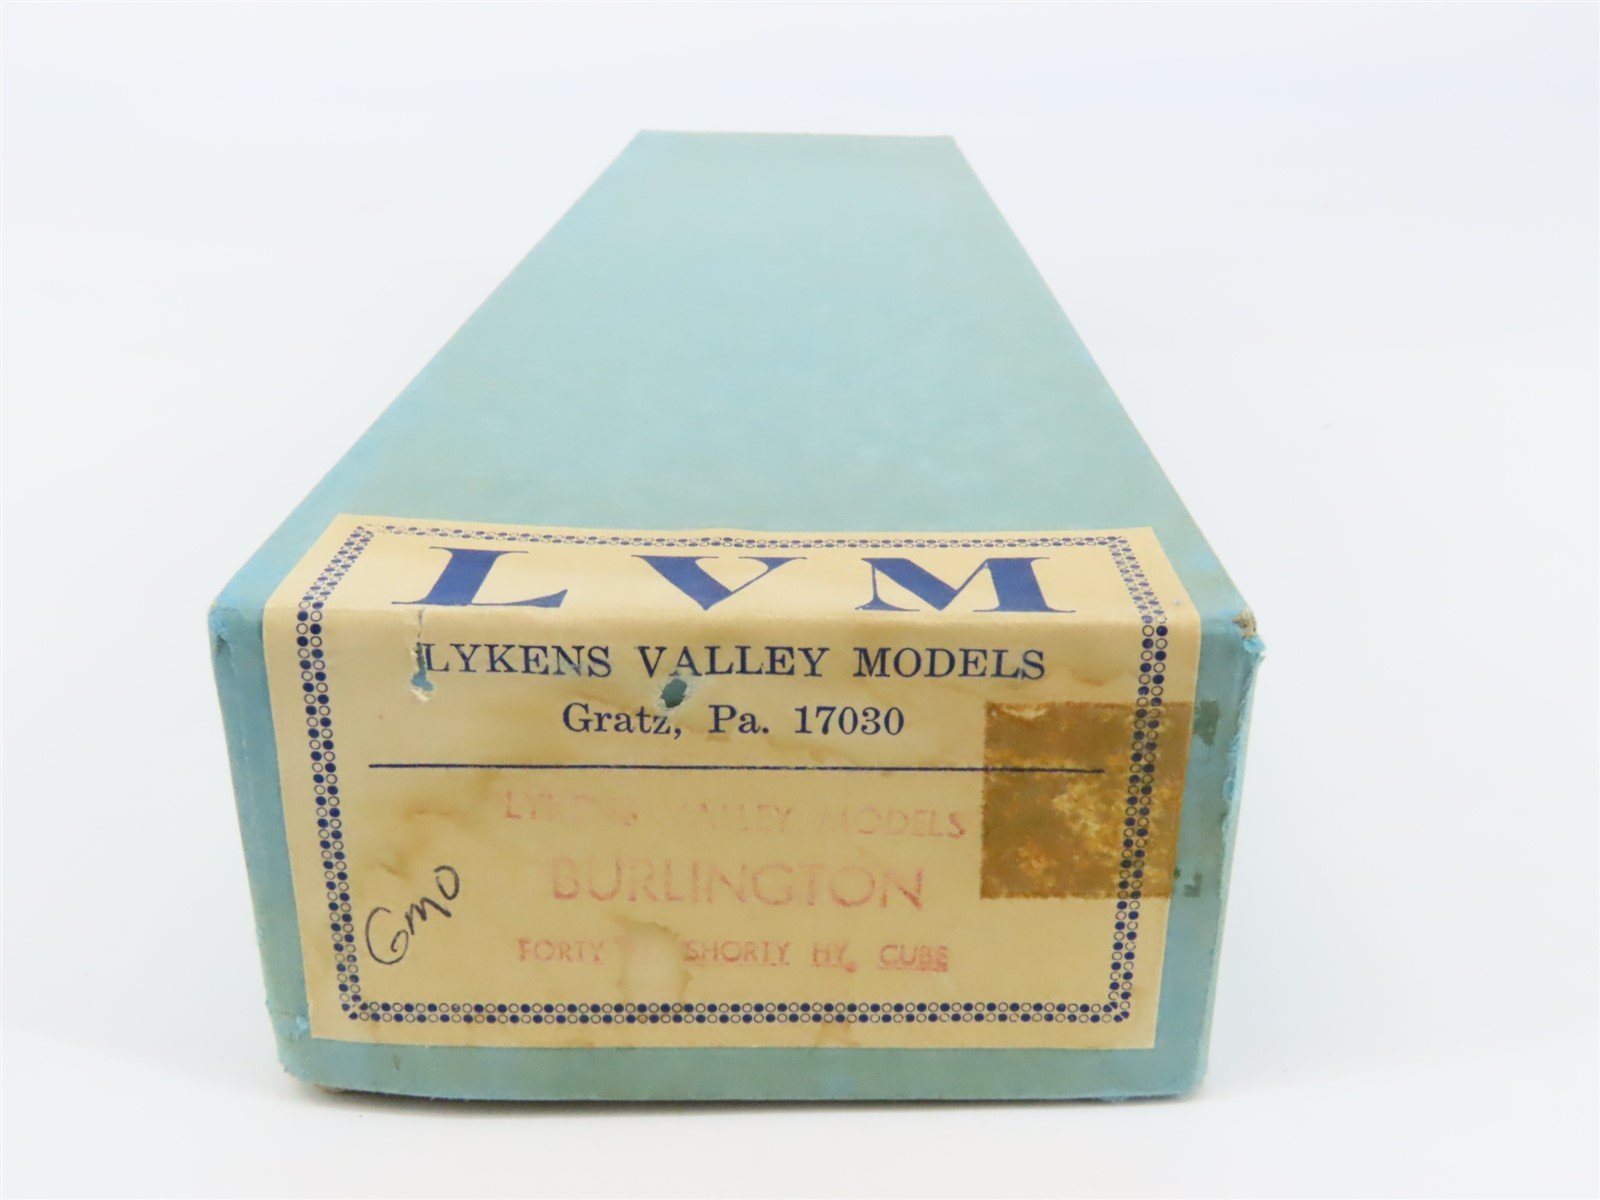 LVM
LYKENS VALLEY MODELS
Gratz, Pa. 17030
LYKENS VALLEY MODELS
BURLINGTON
FORTY SHORTY HY. CUBE
GMO